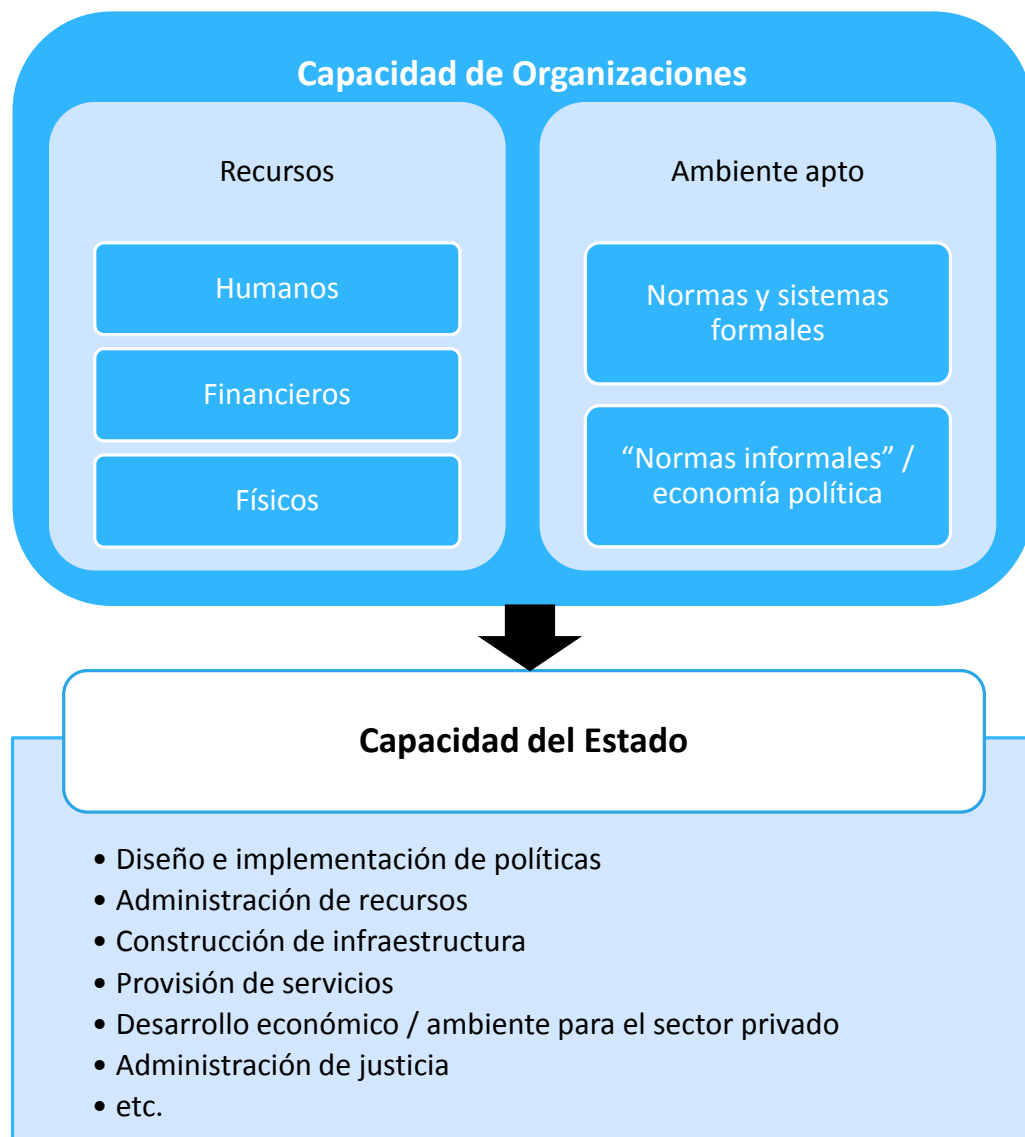 Capacidad de Organizaciones
Recursos
Humanos
Financieros
Físicos
Ambiente apto
Normas y sistemas
formales
“Normas informales” /
economía política
Capacidad del Estado
• Diseño e implementación de políticas
• Administración de recursos
• Construcción de infraestructura
• Provisión de servicios
• Desarrollo económico / ambiente para el sector privado
• Administración de justicia
• etc.